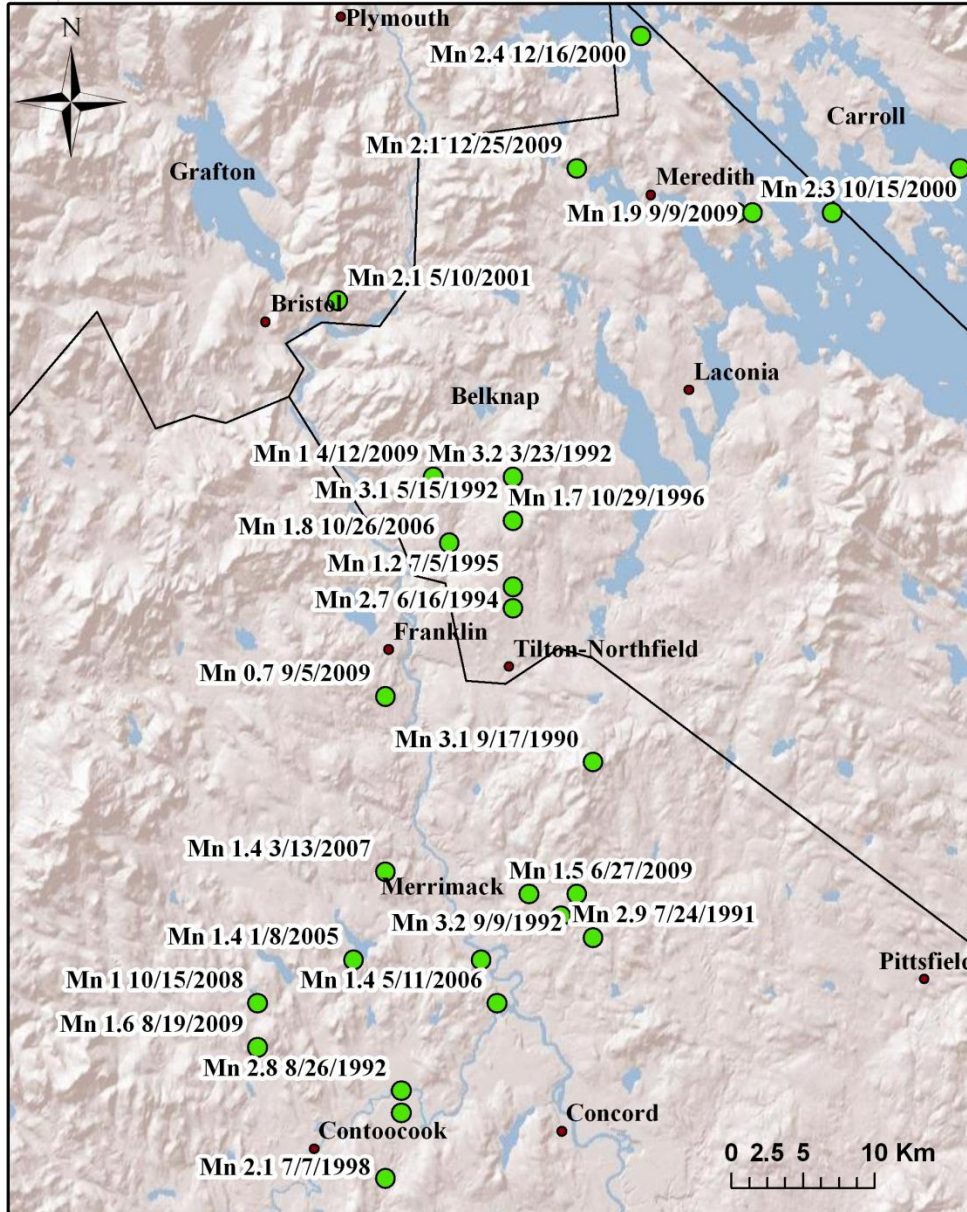 N
Plymouth
Mn 2.4 12/16/2000
Carroll
Mn 2.1 12/25/2009
Grafton
Meredith
Mn 2.3 10/15/2000
Mn 1.9 9/9/2009
Mn 2.1 5/10/2001
Bristol
Laconia
Belknap
Mn 1 4/12/2009
Mn 3.2 3/23/1992
Mn 3.1 5/15/1992
Mn 1.7 10/29/1996
Mn 1.8 10/26/2006
Mn 1.2 7/5/1995
Mn 2.7 6/16/1994
Franklin
Tilton-Northfield
Mn 0.7 9/5/2009
Mn 3.1 9/17/1990
Mn 1.4 3/13/2007
Mn 1.5 6/27/2009
Merrimack
Mn 3.2 9/9/1992
Mn 2.9 7/24/1991
Mn 1.4 1/8/2005
Pittsfield
Mn 1.4 5/11/2006
Mn 1 10/15/2008
Mn 1.6 8/19/2009
Mn 2.8 8/26/1992
Concord
Contoocook
Mn 2.1 7/7/1998
0 2.5 5 10 Km